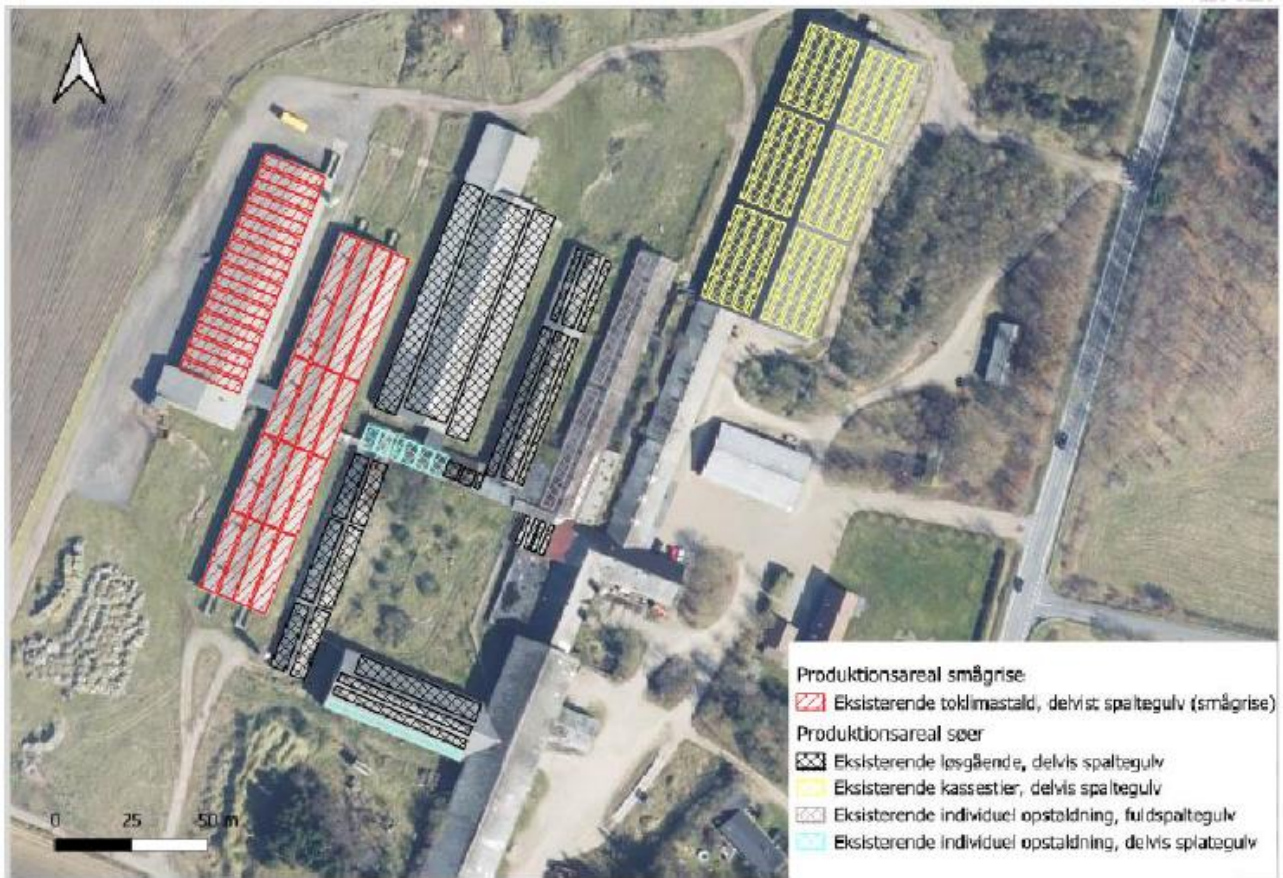 0 25 50 m
Produktionsareal smågrise
Eksisterende toklimastald, delvist spaltegulv (smågrise)
Produktionsareal søer
Eksisterende løsgående, delvis spaltegulv
Eksisterende kassestier, delvis spaltegulv
Eksisterende individuel opstaldning, fuldspaltegulv
Eksisterende individuel opstaldning, delvis splategulv